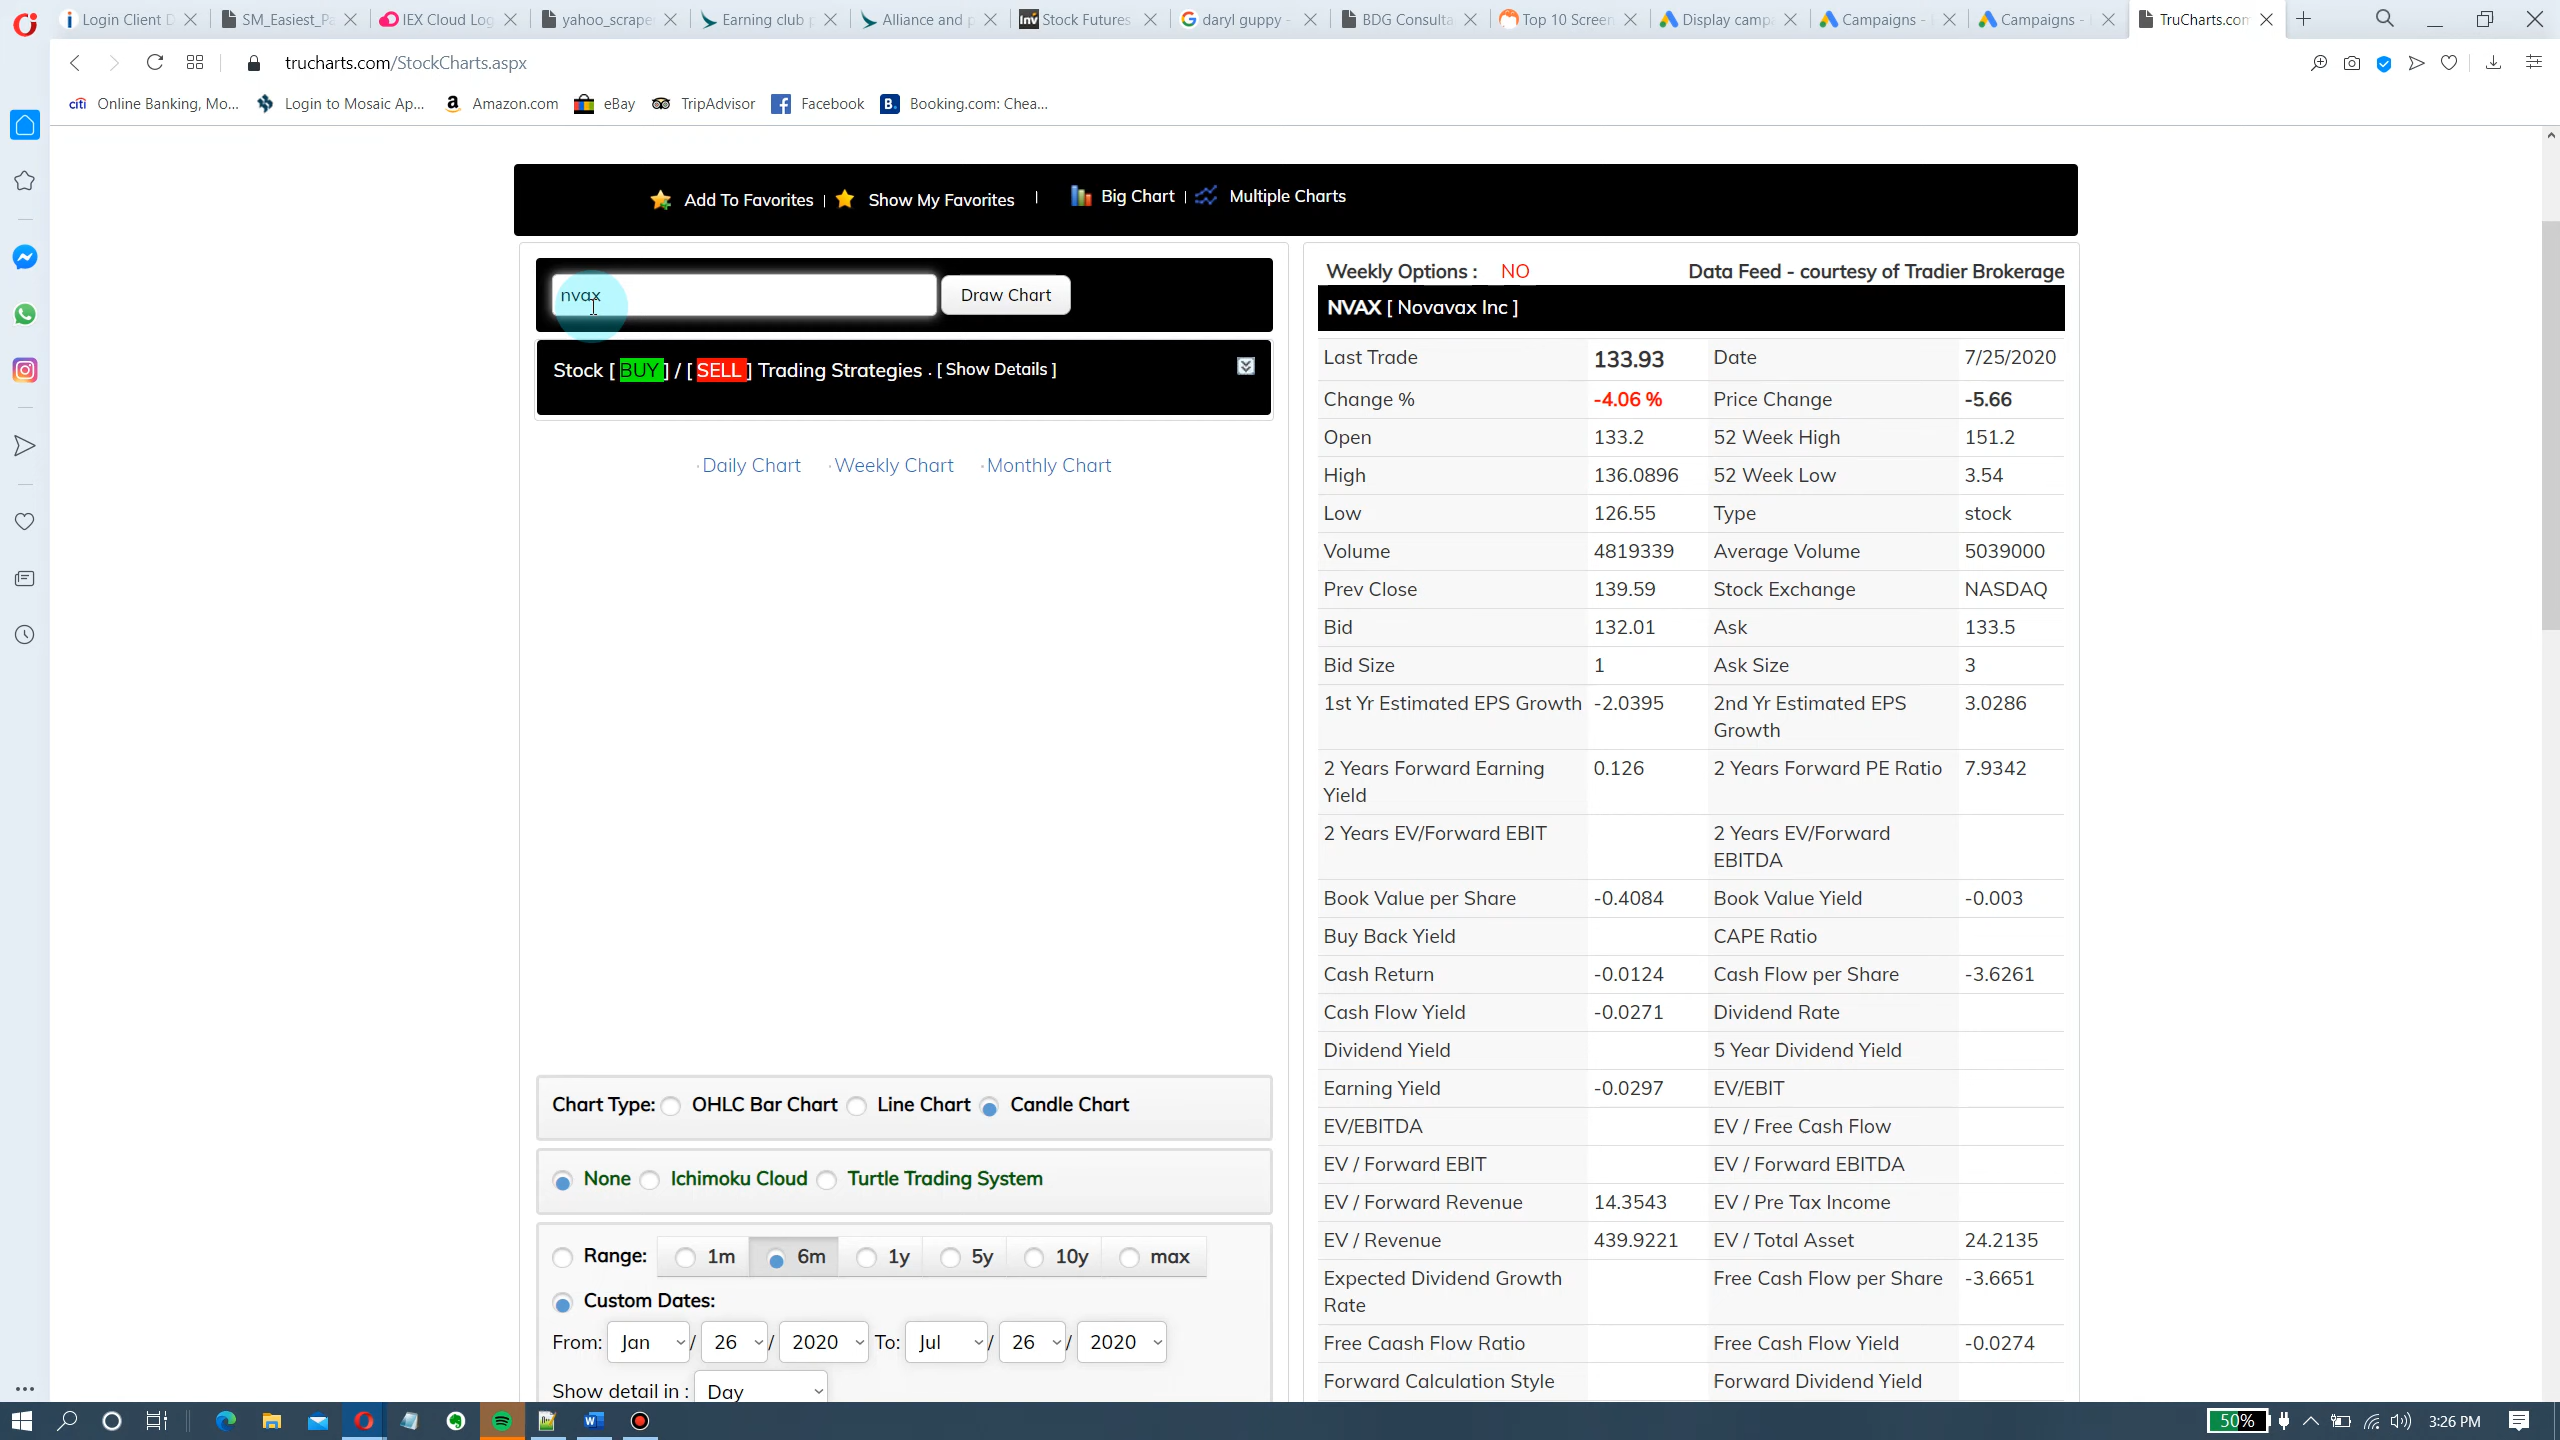 Login Client D
SM_Easiest_Pa
IEX Cloud Log
yahoo_scrape
Earning club p
Alliance and p
Inv Stock Futures
daryl guppy -
BDG Consulta
Top 10 Screen
Display camp
Campaigns -
Campaigns -
TruCharts.com
trucharts.com/StockCharts.aspx
citi Online Banking, Mo...
Login to Mosaic Ap...
Amazon.com
eBay
TripAdvisor
Facebook
B. Booking.com: Chea...
Add To Favorites | Show My Favorites | Big Chart | Multiple Charts
nvax Draw Chart
Stock [ BUY ] / [ SELL ] Trading Strategies . [ Show Details ]
Daily Chart Weekly Chart Monthly Chart
Chart Type: OHLC Bar Chart Line Chart Candle Chart
None Ichimoku Cloud Turtle Trading System
Range: 1m 6m 1y 5y 10y max
Custom Dates:
From: Jan / 26 / 2020 To: Jul / 26 / 2020
Show detail in : Day
Weekly Options : NO Data Feed - courtesy of Tradier Brokerage
NVAX [ Novavax Inc ]
Last Trade 133.93 Date 7/25/2020
Change % -4.06 % Price Change -5.66
Open 133.2 52 Week High 151.2
High 136.0896 52 Week Low 3.54
Low 126.55 Type stock
Volume 4819339 Average Volume 5039000
Prev Close 139.59 Stock Exchange NASDAQ
Bid 132.01 Ask 133.5
Bid Size 1 Ask Size 3
1st Yr Estimated EPS Growth -2.0395 2nd Yr Estimated EPS 3.0286
Growth
2 Years Forward Earning 0.126 2 Years Forward PE Ratio 7.9342
Yield
2 Years EV/Forward EBIT 2 Years EV/Forward
EBITDA
Book Value per Share -0.4084 Book Value Yield -0.003
Buy Back Yield CAPE Ratio
Cash Return -0.0124 Cash Flow per Share -3.6261
Cash Flow Yield -0.0271 Dividend Rate
Dividend Yield 5 Year Dividend Yield
Earning Yield -0.0297 EV/EBIT
EV/EBITDA EV / Free Cash Flow
EV / Forward EBIT EV / Forward EBITDA
EV / Forward Revenue 14.3543 EV / Pre Tax Income
EV / Revenue 439.9221 EV / Total Asset 24.2135
Expected Dividend Growth Free Cash Flow per Share -3.6651
Rate
Free Caash Flow Ratio Free Cash Flow Yield -0.0274
Forward Calculation Style Forward Dividend Yield
50% 3:26 PM